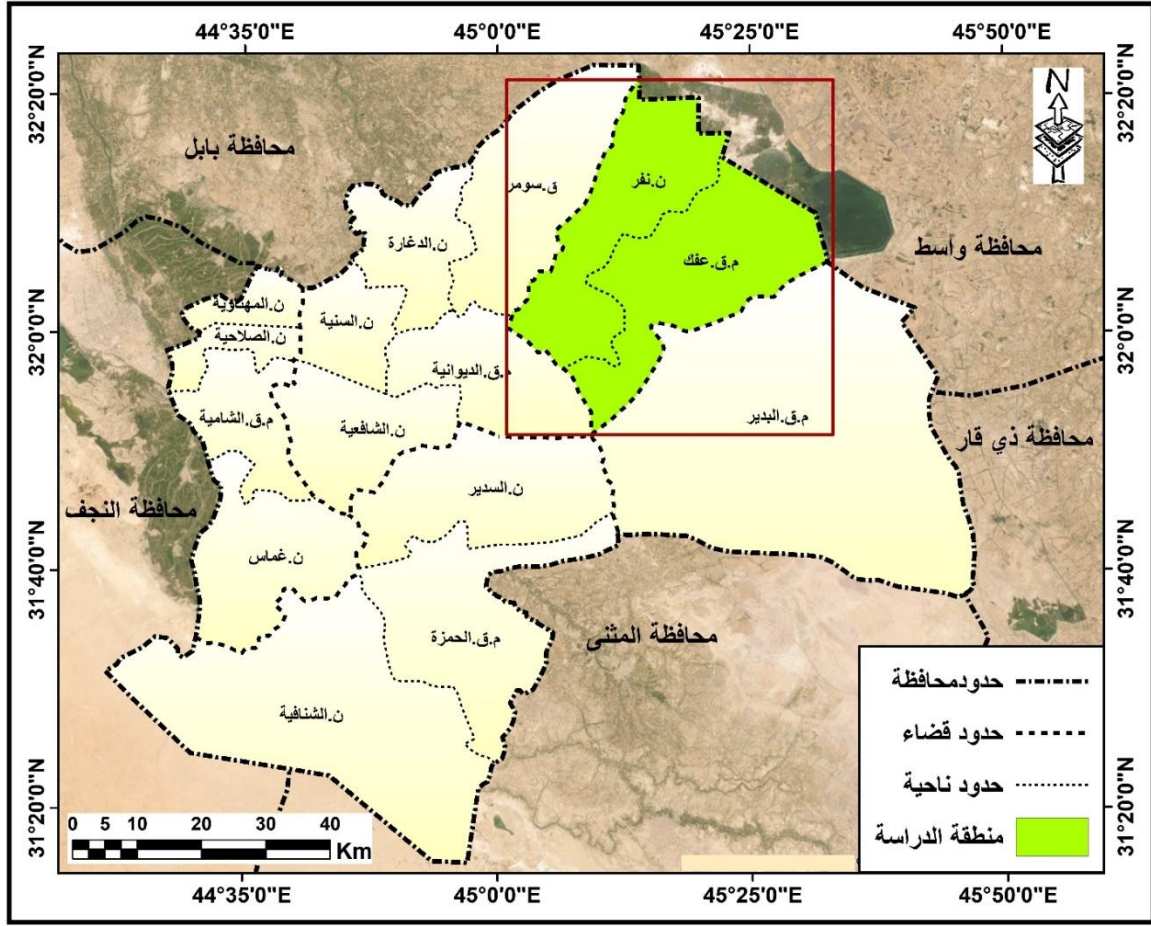 44°35'0"E 45°0'0"E 45°25'0"E 45°50'0"E
32°20'0"N
32°20'0"N
N
محافظة بابل
ن.نفر
ق.سومر
ن.الدغارة
محافظة واسط
م.ق.عفك
ن.المهناوية
ن.السنية
ن.الصلاحية
32°0'0"N
32°0'0"N
م.ق.الديوانية
م.ق.البدير
م.ق.الشامية
ن.الشافعية
محافظة ذي قار
ن.السدير
محافظة النجف
ن.غماس
31°40'0"N
31°40'0"N
محافظة المثنى
م.ق.الحمزة
ن.الشنافية
حدودمحافظة
حدود قضاء
حدود ناحية
منطقة الدراسة
31°20'0"N
31°20'0"N
0 5 10 20 30 40
Km
44°35'0"E 45°0'0"E 45°25'0"E 45°50'0"E